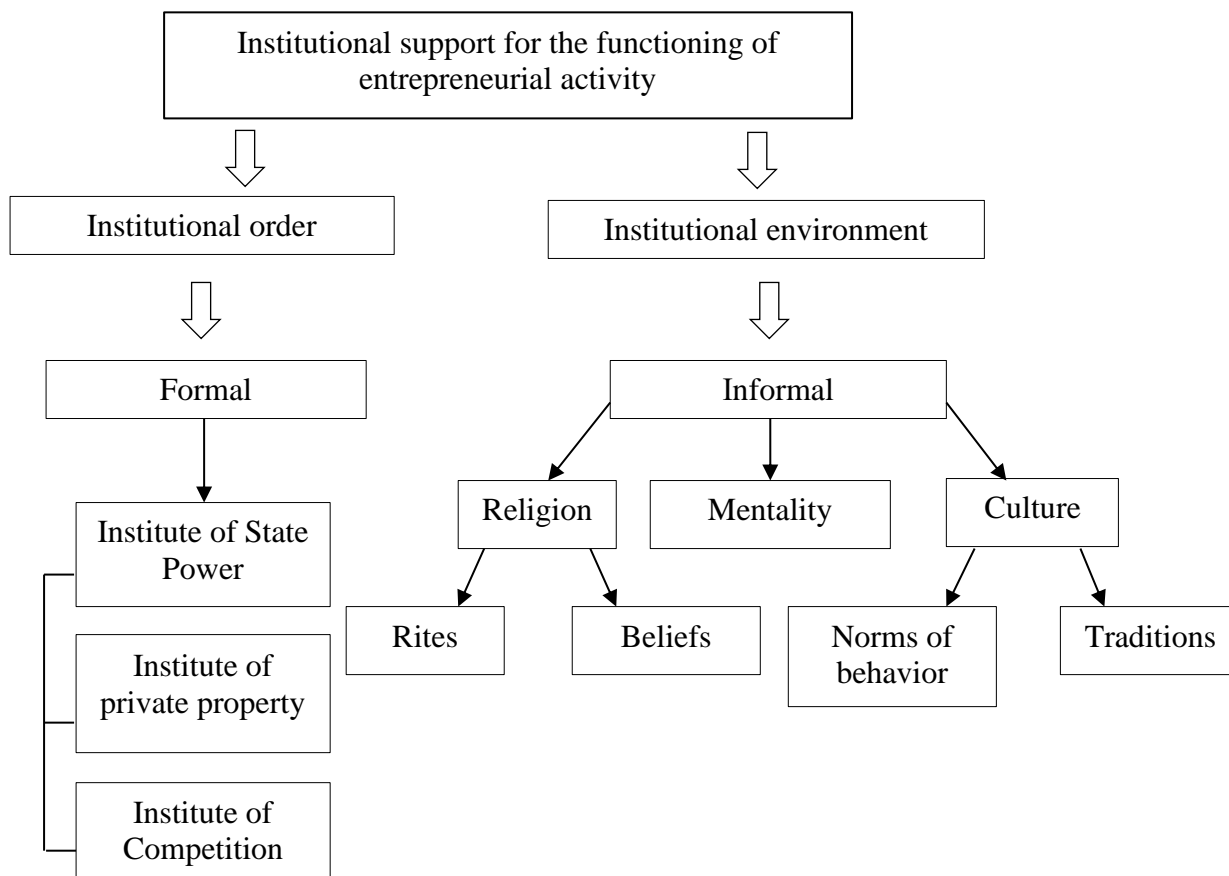 Institutional support for the functioning of
entrepreneurial activity
Institutional order
Institutional environment
Formal
Informal
Institute of State
Power
Religion
Mentality
Culture
Rites
Beliefs
Norms of
behavior
Traditions
Institute of
private property
Institute of
Competition